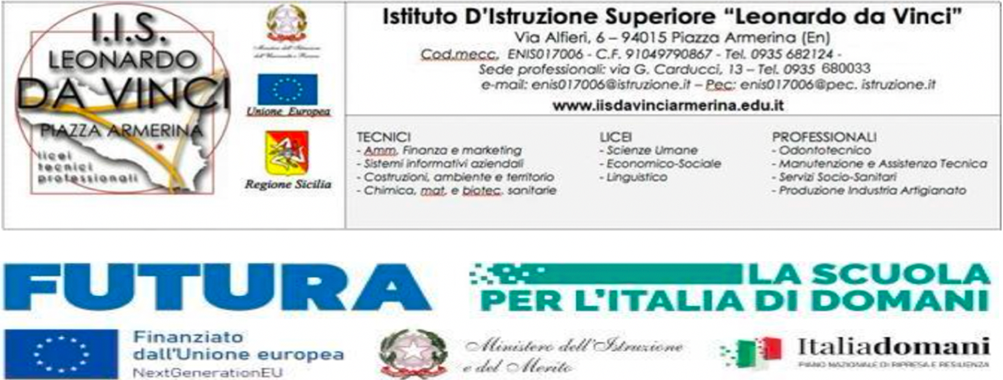 I.I.S.
LEONARDO
DA VINCI
PIAZZA ARMERINA
licei
tecnici
professionali
Unione Europea
Regione Sicilia
Istituto D'Istruzione Superiore "Leonardo da Vinci"
Via Alfieri, 6 – 94015 Piazza Armerina (En)
Cod.mecc. ENIS017006 - C.F. 91049790867 - Tel. 0935 682124 -
Sede professionali: via G. Carducci, 13 – Tel. 0935 680033
e-mail: enis017006@istruzione.it – Pec: enis017006@pec. istruzione.it
www.iisdavinciarmerina.edu.it
TECNICI
- Amm. Finanza e marketing
- Sistemi informativi aziendali
- Costruzioni, ambiente e territorio
- Chimica, mat. e biotec. sanitarie
LICEI
- Scienze Umane
- Economico-Sociale
- Linguistico
PROFESSIONALI
- Odontotecnico
- Manutenzione e Assistenza Tecnica
- Servizi Socio-Sanitari
- Produzione Industria Artigianato
FUTURA
LA SCUOLA
PER L'ITALIA DI DOMANI
Finanziato
dall'Unione europea
NextGenerationEU
Ministero dell'Istruzione
e del Merito
Italiadomani
PIANO NAZIONALE DI RIPRESA E RESILIENZA